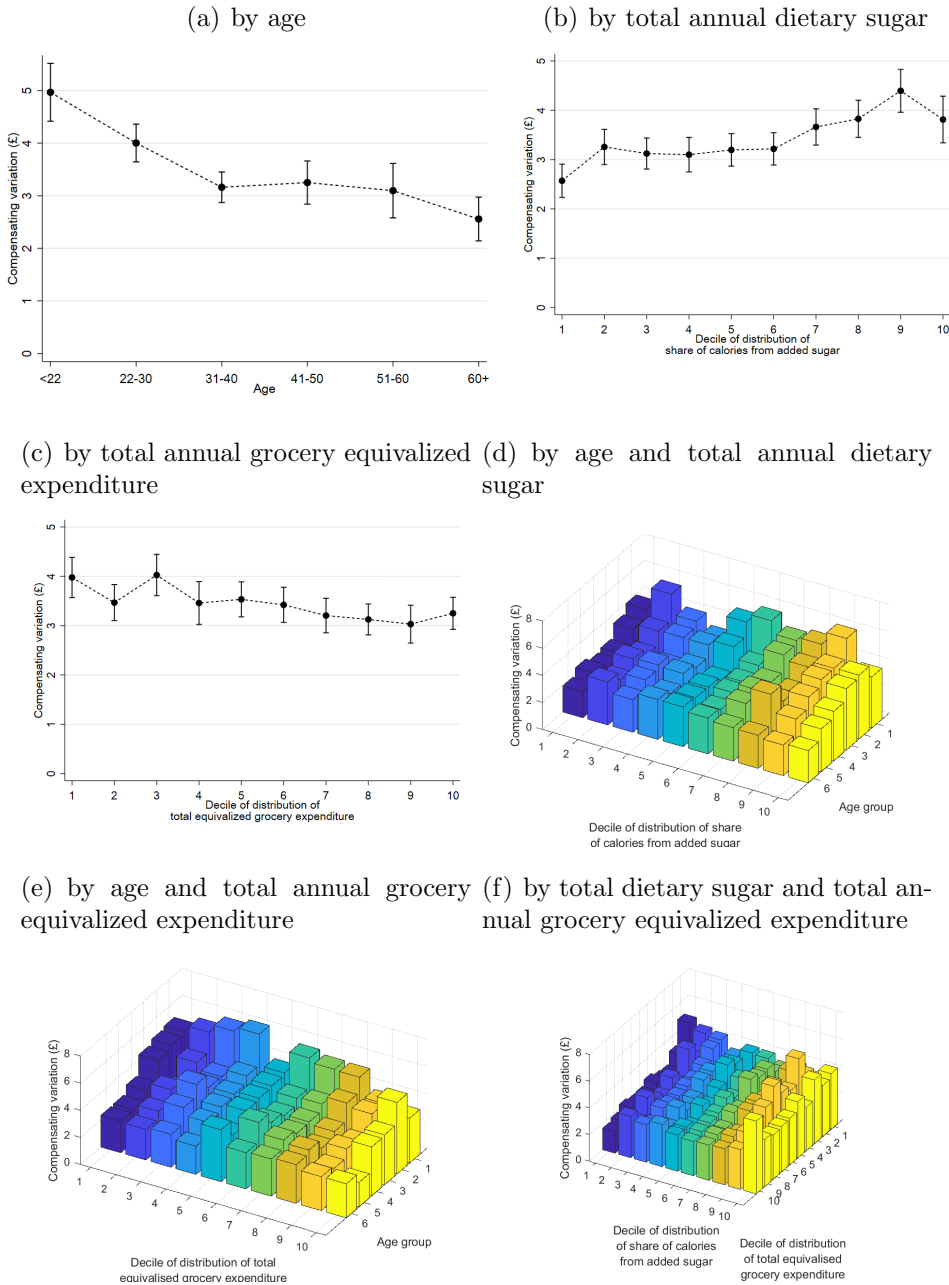 (a) by age
Compensating variation (£)
5
4
3
2
1
0
<22 22-30 31-40 41-50 51-60 60+
Age
(b) by total annual dietary sugar
Compensating variation (£)
5
4
3
2
1
0
1 2 3 4 5 6 7 8 9 10
Decile of distribution of
share of calories from added sugar
(c) by total annual grocery equivalized
expenditure
Compensating variation (£)
5
4
3
2
1
0
1 2 3 4 5 6 7 8 9 10
Decile of distribution of
total equivalized grocery expenditure
(d) by age and total annual dietary
sugar
Compensating variation (£)
8
6
4
2
0
1 2 3 4 5 6 7 8 9 10
6 5 4 3 2 1
Age group
Decile of distribution of share
of calories from added sugar
(e) by age and total annual grocery
equivalized expenditure
Compensating variation (£)
8
6
4
2
0
1 2 3 4 5 6 7 8 9 10
6 5 4 3 2 1
Age group
Decile of distribution of total
equivalised grocery expenditure
(f) by total dietary sugar and total an-
nual grocery equivalized expenditure
Compensating variation (£)
8
6
4
2
0
1 2 3 4 5 6 7 8 9 10
10 9 8 7 6 5 4 3 2 1
Decile of distribution
of share of calories
from added sugar
Decile of distribution
of total equivalised
grocery expenditure